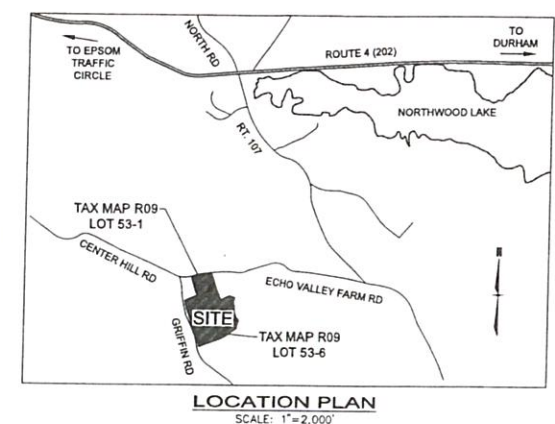 TO EPSOM
TRAFFIC
CIRCLE
NORTH RD
ROUTE 4 (202)
TO
DURHAM
NORTHWOOD LAKE
RT. 107
TAX MAP R09
LOT 53-1
CENTER HILL RD
ECHO VALLEY FARM RD
SITE
GRIFFIN RD
TAX MAP R09
LOT 53-6
LOCATION PLAN
SCALE: 1"=2,000'